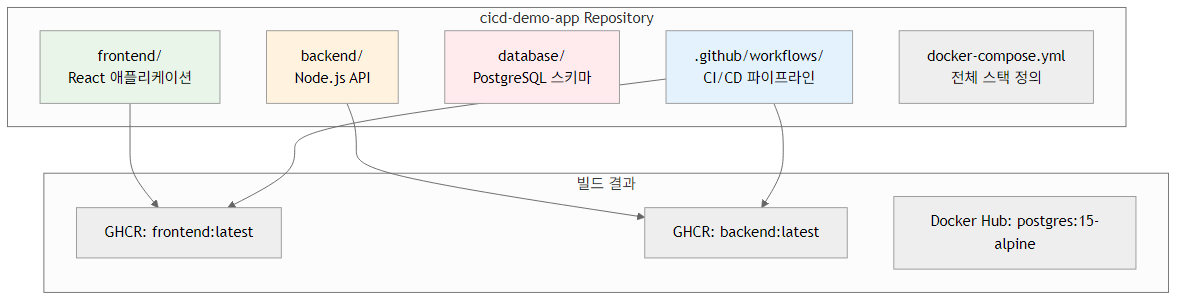 cicd-demo-app Repository
frontend/
React 애플리케이션
backend/
Node.js API
database/
PostgreSQL 스키마
.github/workflows/
CI/CD 파이프라인
docker-compose.yml
전체 스택 정의
빌드 결과
GHCR: frontend:latest
GHCR: backend:latest
Docker Hub: postgres:15-
alpine